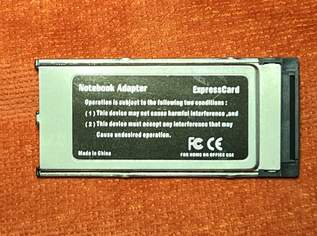 Notebook Adapter ExpressCard
Operation is subject to the following two conditions :
( 1 ) This device may not cause harmful interference ,and
( 2 ) This device must accept any interference that may
Cause undesired operation.
FC CE
Made in China FOR HOME OR OFFICE USE